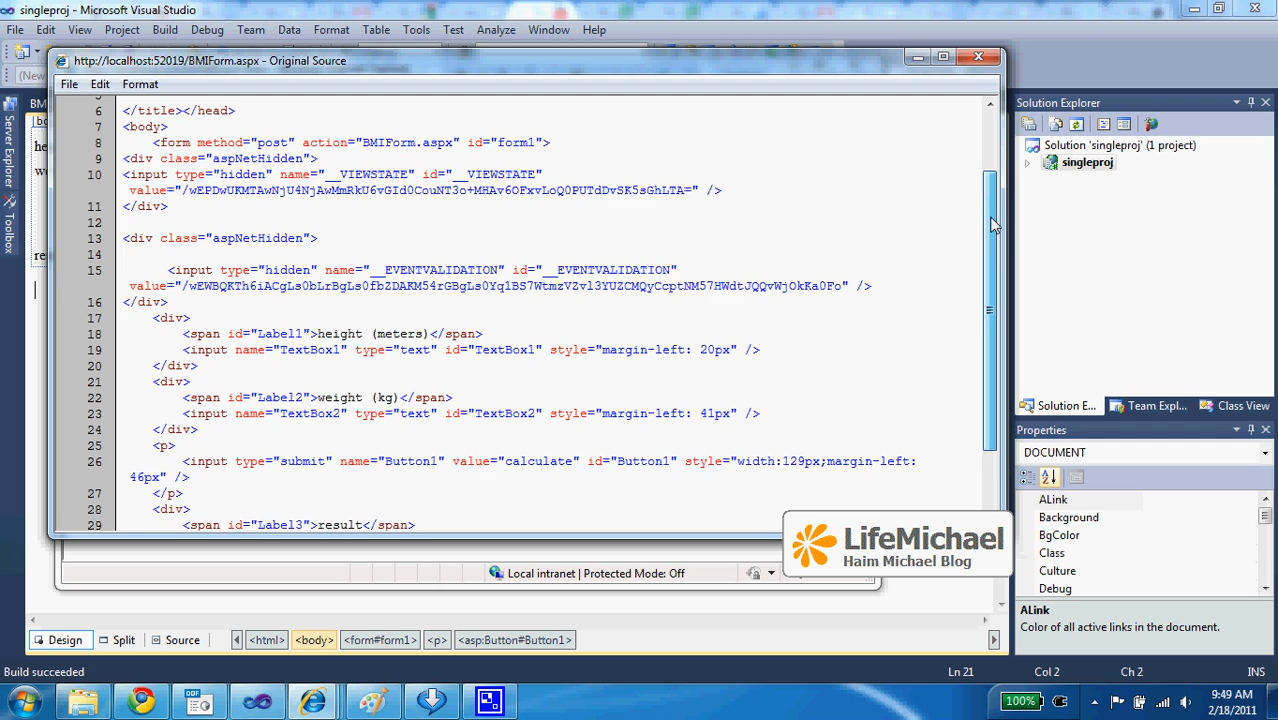 singleproj - Microsoft Visual Studio
File Edit View Project Build Debug Team Data Format Table Tools Test Analyze Window Help
http://localhost:52019/BMIForm.aspx - Original Source
File Edit Format
(New
BM
Server Explorer
Toolbox
he
we
re
6 </title></head>
7 <body>
8 <form method="post" action="BMIForm.aspx" id="form1">
9 <div class="aspNetHidden">
10 <input type="hidden" name="__VIEWSTATE" id="__VIEWSTATE"
value="/wEPDwUKMTAwNjU4NjAwMmRkU6vGId0CouNT3o+MHAv6OFxvLoQ0PUTdDvSK5sGhLTA=" />
11 </div>
12
13 <div class="aspNetHidden">
14
15 <input type="hidden" name="__EVENTVALIDATION" id="__EVENTVALIDATION"
value="/wEWBQKTh6iACgLs0bLrBgLs0fbZDAKM54rGBgLs0Yq1BS7WtmzVZvl3YUZCMQyCcptNM57HWdtJQQvWjOkKa0Fo" />
16 </div>
17 <div>
18 <span id="Label1">height (meters)</span>
19 <input name="TextBox1" type="text" id="TextBox1" style="margin-left: 20px" />
20 </div>
21 <div>
22 <span id="Label2">weight (kg)</span>
23 <input name="TextBox2" type="text" id="TextBox2" style="margin-left: 41px" />
24 </div>
25 <p>
26 <input type="submit" name="Button1" value="calculate" id="Button1" style="width:129px;margin-left:
46px" />
27 </p>
28 <div>
29 <span id="Label3">result</span>
Solution Explorer
Solution 'singleproj' (1 project)
singleproj
Solution E... Team Expl... Class View
Properties
DOCUMENT
ALink
Background
BgColor
Class
Culture
Debug
ALink
Color of all active links in the document.
LifeMichael
Haim Michael Blog
Local intranet | Protected Mode: Off
Design Split Source <html> <body> <form#form1> <p> <asp:Button#Button1>
Build succeeded Ln 21 Col 2 Ch 2 INS
100%
9:49 AM
2/18/2011